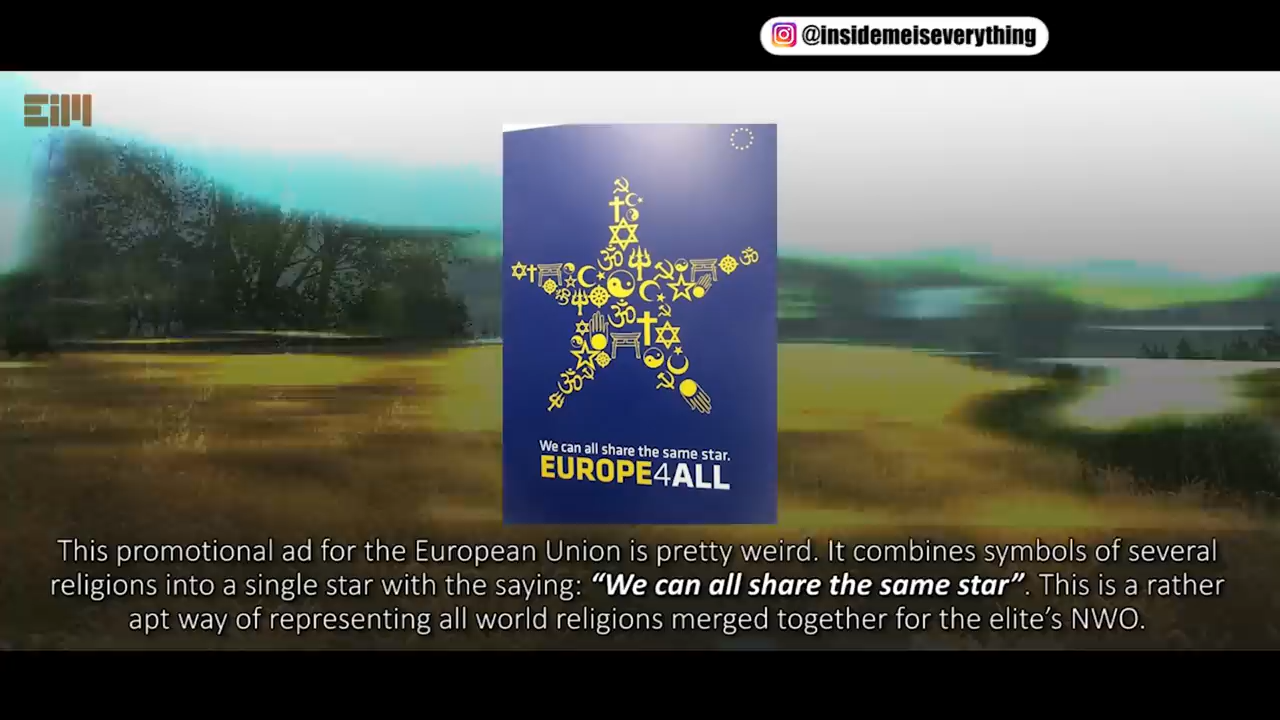 @insidemeiseverything
EiM
We can all share the same star.
EUROPE4ALL
This promotional ad for the European Union is pretty weird. It combines symbols of several
religions into a single star with the saying: “We can all share the same star”. This is a rather
apt way of representing all world religions merged together for the elite’s NWO.